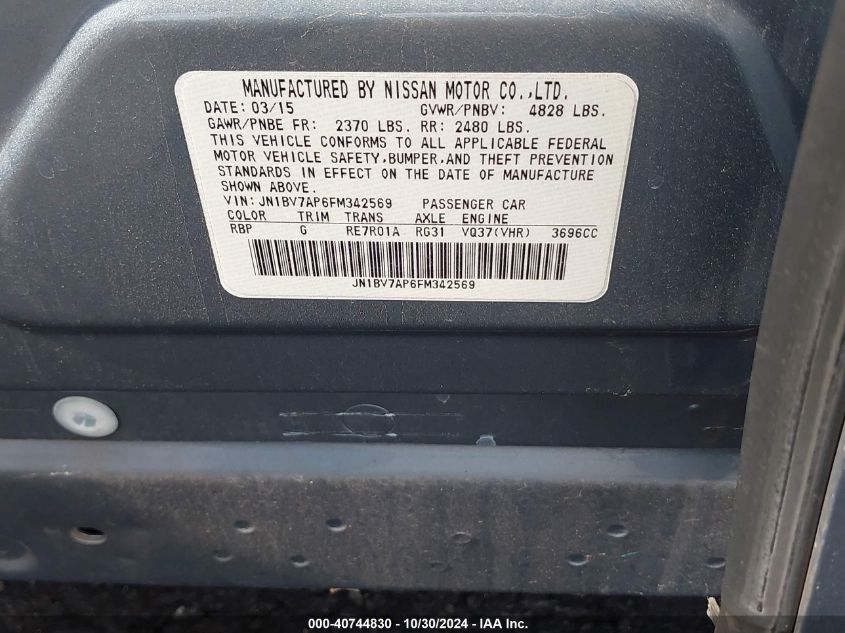 MANUFACTURED BY NISSAN MOTOR CO.,LTD.
DATE: 03/15 GVWR/PNBV: 4828 LBS.
GAWR/PNBE FR: 2370 LBS. RR: 2480 LBS.
THIS VEHICLE CONFORMS TO ALL APPLICABLE FEDERAL
MOTOR VEHICLE SAFETY,BUMPER,AND THEFT PREVENTION
STANDARDS IN EFFECT ON THE DATE OF MANUFACTURE
SHOWN ABOVE.
VIN: JN1BV7AP6FM342569 PASSENGER CAR
COLOR TRIM TRANS AXLE ENGINE
RBP G RE7R01A RG31 VQ37(VHR) 3696CC
JN1BV7AP6FM342569
000-40744830 - 10/30/2024 - IAA Inc.